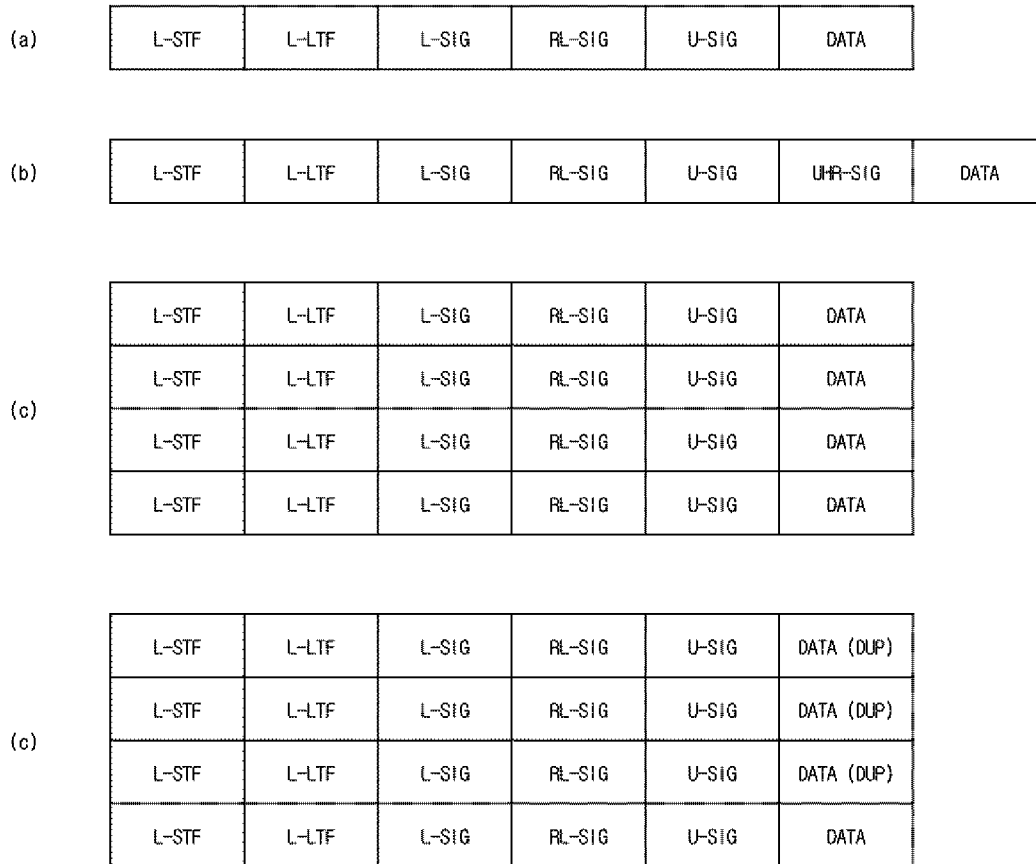 (a) L-STF L-LTF L-SIG RL-SIG U-SIG DATA
(b) L-STF L-LTF L-SIG RL-SIG U-SIG UHR-SIG DATA
L-STF L-LTF L-SIG RL-SIG U-SIG DATA
L-STF L-LTF L-SIG RL-SIG U-SIG DATA
(c)
L-STF L-LTF L-SIG RL-SIG U-SIG DATA
L-STF L-LTF L-SIG RL-SIG U-SIG DATA
L-STF L-LTF L-SIG RL-SIG U-SIG DATA (DUP)
L-STF L-LTF L-SIG RL-SIG U-SIG DATA (DUP)
(c)
L-STF L-LTF L-SIG RL-SIG U-SIG DATA (DUP)
L-STF L-LTF L-SIG RL-SIG U-SIG DATA